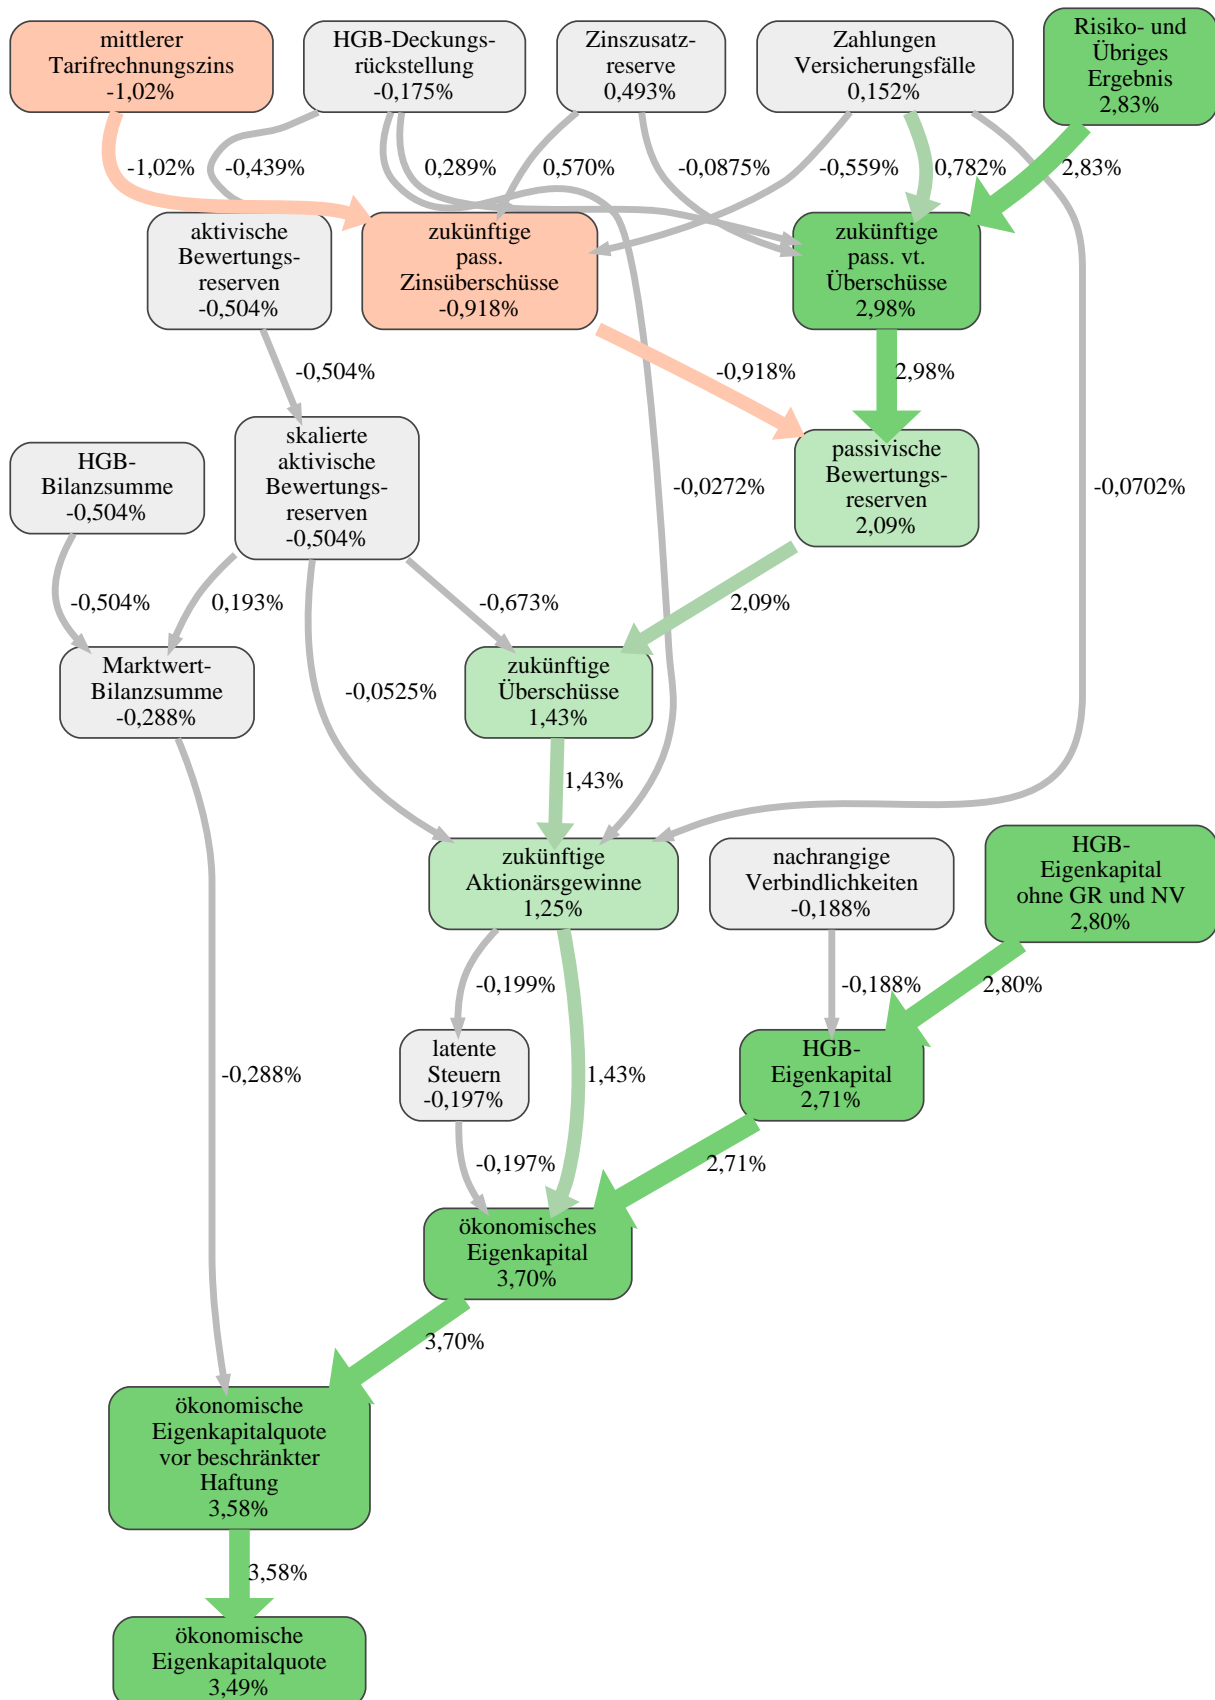 mittlerer
Tarifrechnungszins
-1,02%
HGB-Deckungs-
rückstellung
-0,175%
Zinszusatz-
reserve
0,493%
Zahlungen
Versicherungsfälle
0,152%
Risiko- und
Übriges
Ergebnis
2,83%
-1,02%
-0,439%
0,289%
0,570%
-0,0875%
-0,559%
0,782%
2,83%
aktivische
Bewertungs-
reserven
-0,504%
zukünftige
pass.
Zinsüberschüsse
-0,918%
zukünftige
pass. vt.
Überschüsse
2,98%
-0,504%
-0,918%
2,98%
HGB-
Bilanzsumme
-0,504%
skalierte
aktivische
Bewertungs-
reserven
-0,504%
-0,0272%
passivische
Bewertungs-
reserven
2,09%
-0,0702%
-0,504%
0,193%
-0,673%
2,09%
Marktwert-
Bilanzsumme
-0,288%
-0,0525%
zukünftige
Überschüsse
1,43%
1,43%
zukünftige
Aktionärsgewinne
1,25%
nachrangige
Verbindlichkeiten
-0,188%
HGB-
Eigenkapital
ohne GR und NV
2,80%
-0,199%
-0,188%
2,80%
-0,288%
latente
Steuern
-0,197%
1,43%
HGB-
Eigenkapital
2,71%
-0,197%
2,71%
ökonomisches
Eigenkapital
3,70%
3,70%
ökonomische
Eigenkapitalquote
vor beschränkter
Haftung
3,58%
3,58%
ökonomische
Eigenkapitalquote
3,49%